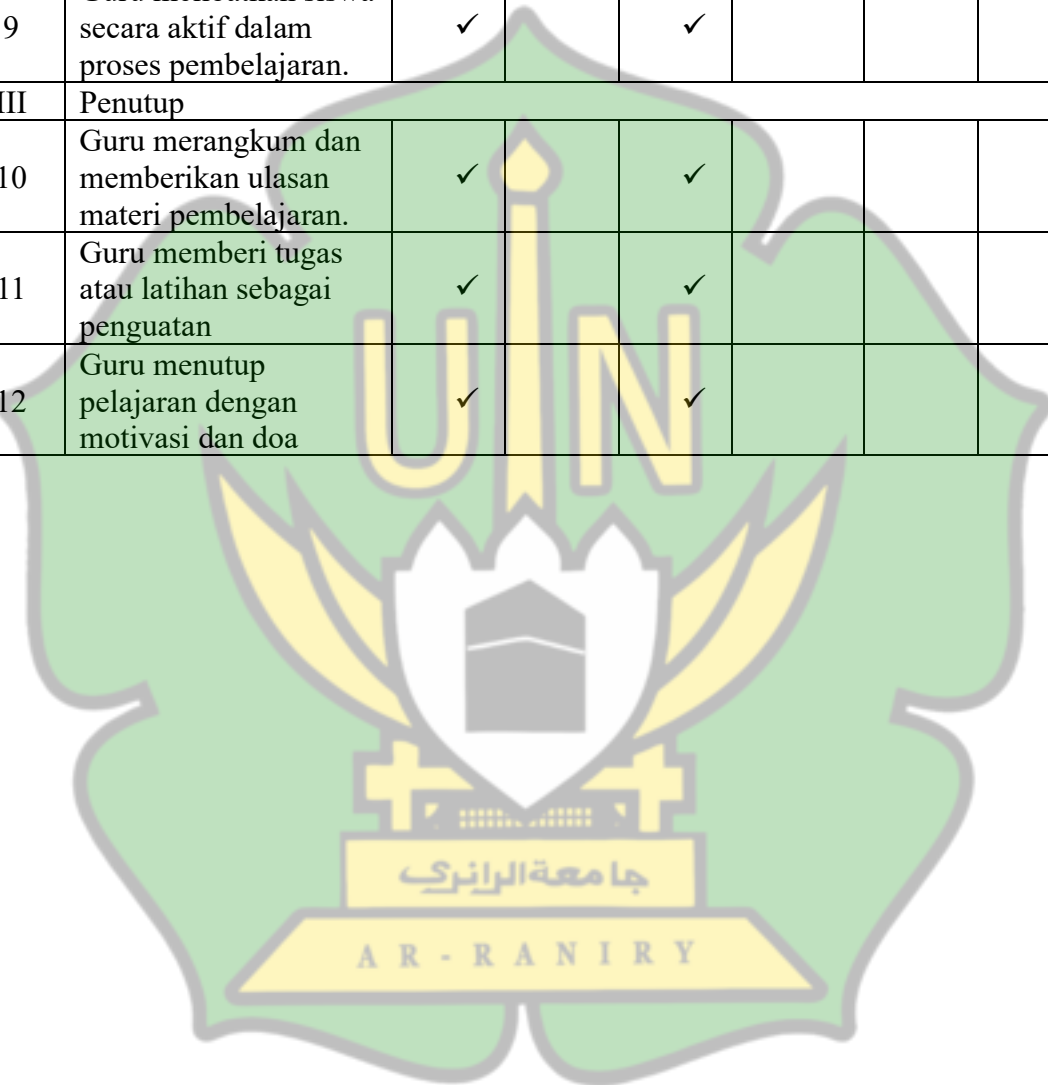 9
secara aktif dalam
proses pembelajaran.
✓ ✓
III Penutup
10
Guru merangkum dan
memberikan ulasan
materi pembelajaran.
✓ ✓
11
Guru memberi tugas
atau latihan sebagai
penguatan
✓ ✓
12
Guru menutup
pelajaran dengan
motivasi dan doa
✓ ✓
UIN
جامعة الرانري
AR-RANIRY